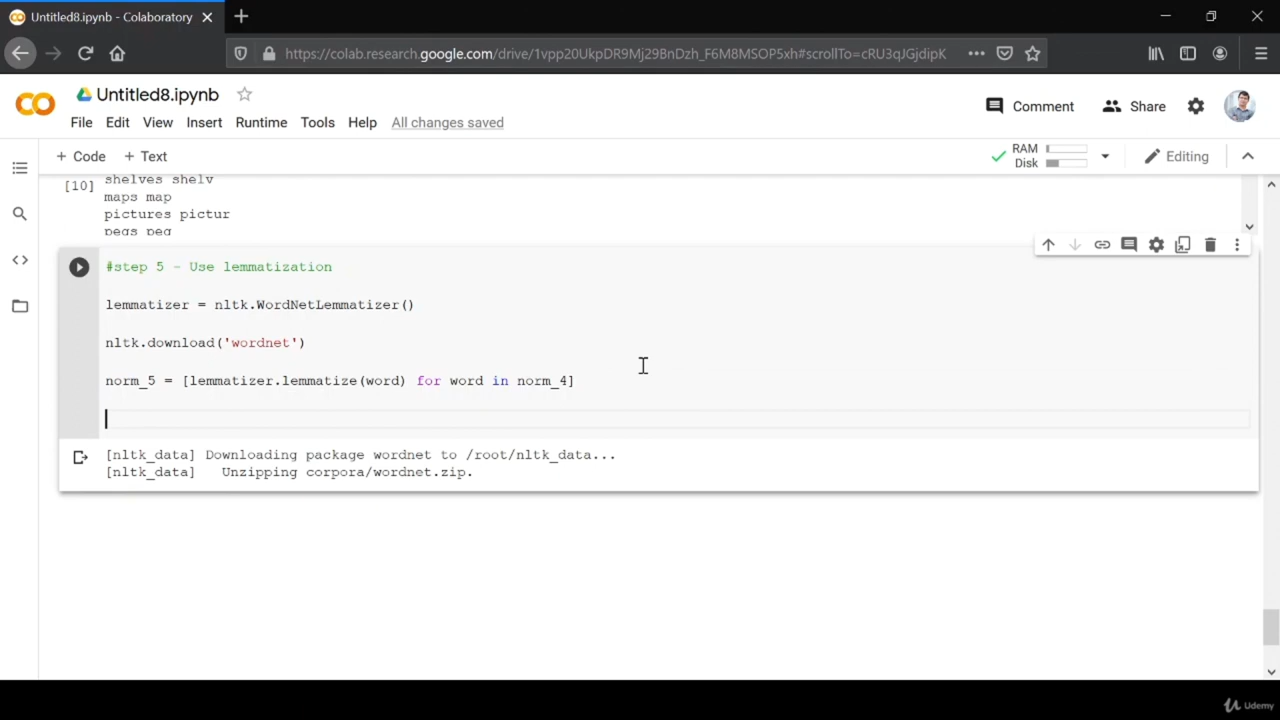 Untitled8.ipynb - Colaboratory
https://colab.research.google.com/drive/1vpp20UkpDR9Mj29BnDzh_F6M8MSOP5xh#scrollTo=cRU3qJGjdipK
Untitled8.ipynb
Comment
Share
File Edit View Insert Runtime Tools Help All changes saved
+ Code + Text
RAM
Disk
Editing
[10]
shelves shelv
maps map
pictures pictur
pegs peg
#step 5 - Use lemmatization
lemmatizer = nltk.WordNetLemmatizer()
nltk.download('wordnet')
norm_5 = [lemmatizer.lemmatize(word) for word in norm_4]
[nltk_data] Downloading package wordnet to /root/nltk_data...
[nltk_data]   Unzipping corpora/wordnet.zip.
Udemy